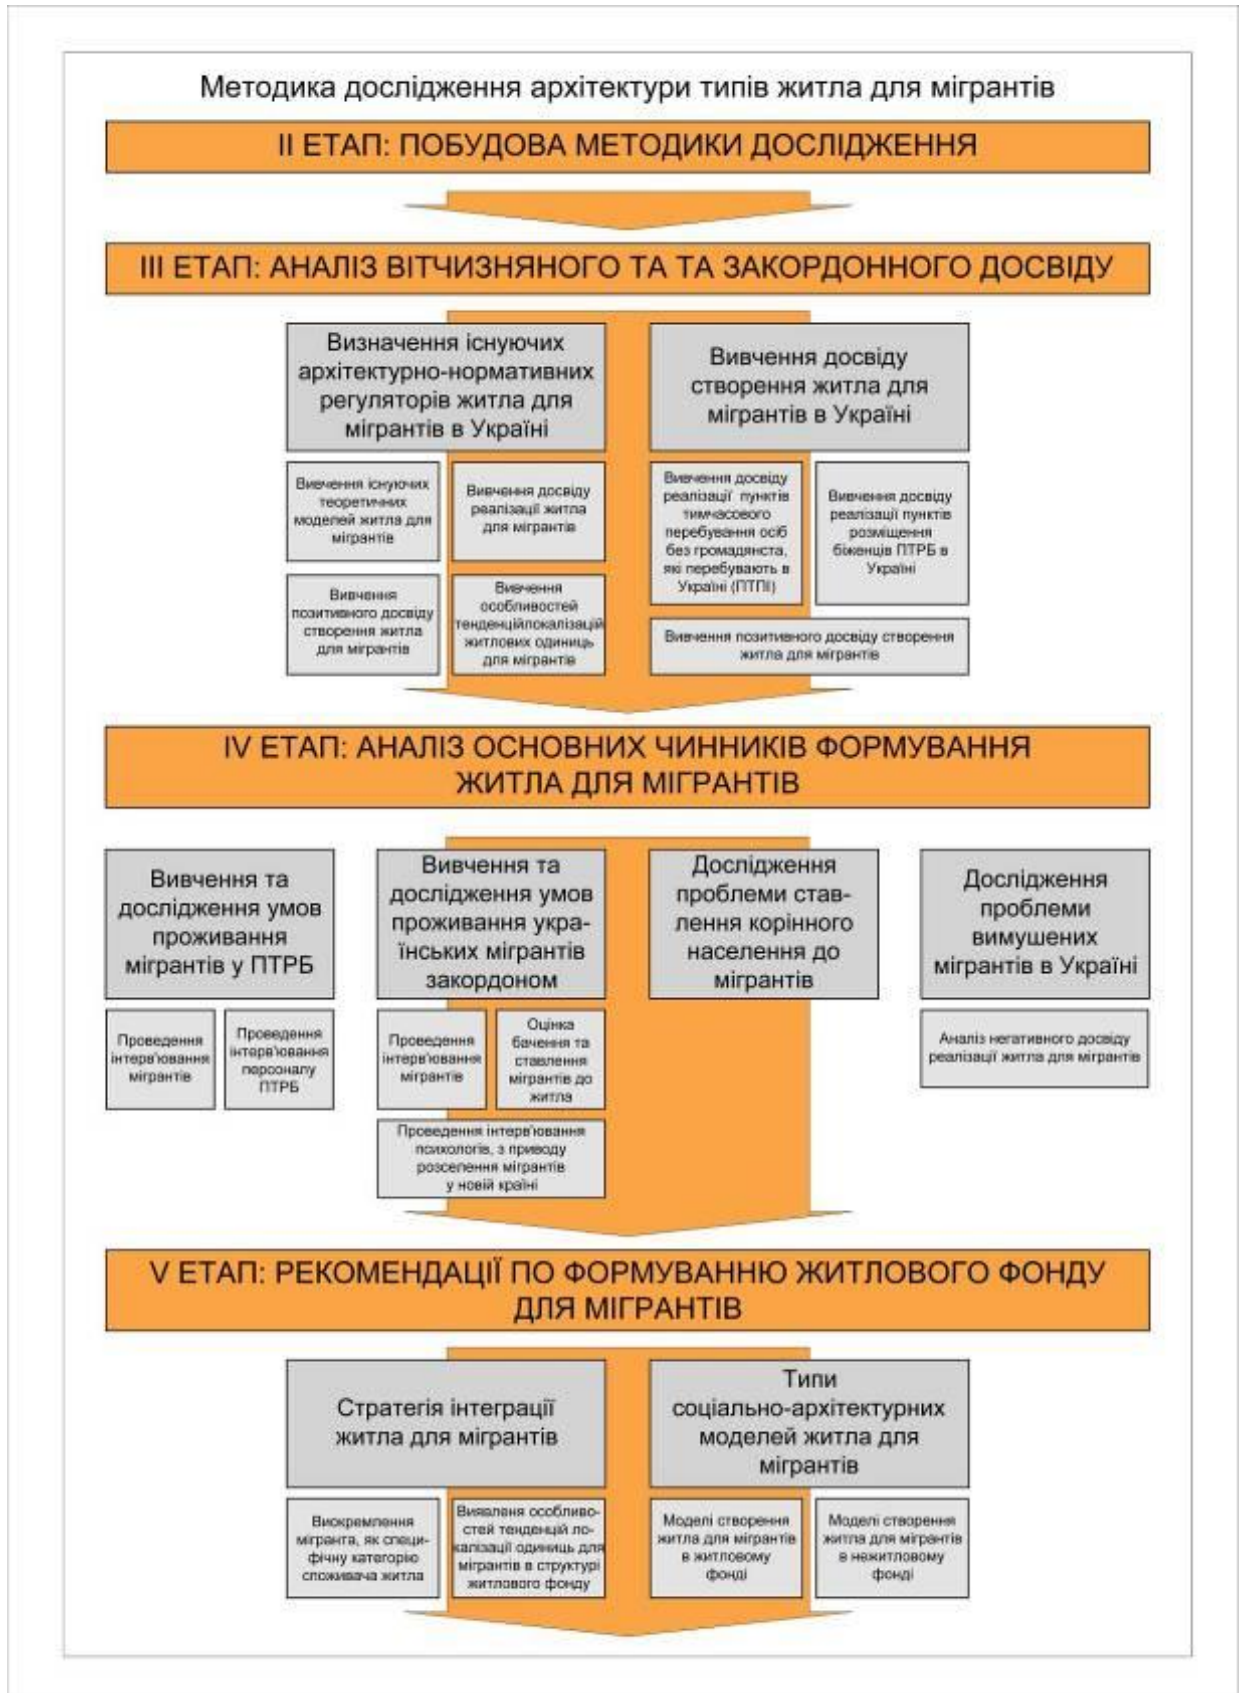 Методика дослідження архітектури типів житла для мігрантів
ІІ ЕТАП: ПОБУДОВА МЕТОДИКИ ДОСЛІДЖЕННЯ
ІІІ ЕТАП: АНАЛІЗ ВІТЧИЗНЯНОГО ТА ТА ЗАКОРДОННОГО ДОСВІДУ
Визначення існуючих
архітектурно-нормативних
регуляторів житла для
мігрантів в Україні
Вивчення досвіду
створення житла для
мігрантів в Україні
Вивчення існуючих
теоретичних
моделей житла для
мігрантів
Вивчення досвіду
реалізації житла
для мігрантів
Вивчення досвіду
реалізації пунктів
тимчасового
перебування осіб
без громадянста,
які перебувають в
Україні (ПТПІ)
Вивчення досвіду
реалізації пунктів
розміщення
біженців ПТРБ в
Україні
Вивчення
позитивного досвіду
створення житла
для мігрантів
Вивчення
особливостей
тенденційлокалізацій
житлових одиниць
для мігрантів
Вивчення позитивного досвіду створення
житла для мігрантів
IV ЕТАП: АНАЛІЗ ОСНОВНИХ ЧИННИКІВ ФОРМУВАННЯ
ЖИТЛА ДЛЯ МІГРАНТІВ
Вивчення та
дослідження умов
проживання
мігрантів у ПТРБ
Вивчення та
дослідження умов
проживання укра-
їнських мігрантів
закордоном
Дослідження
проблеми став-
лення корінного
населення до
мігрантів
Дослідження
проблеми
вимушених
мігрантів в Україні
Проведення
інтерв'ювання
мігрантів
Проведення
інтерв'ювання
персоналу
ПТРБ
Проведення
інтерв'ювання
мігрантів
Оцінка
бачення та
ставлення
мігрантів до
житла
Аналіз негативного досвіду
реалізації житла для мігрантів
Проведення інтерв'ювання
психологів, з приводу
розселення мігрантів
у новій країні
V ЕТАП: РЕКОМЕНДАЦІЇ ПО ФОРМУВАННЮ ЖИТЛОВОГО ФОНДУ
ДЛЯ МІГРАНТІВ
Стратегія інтеграції
житла для мігрантів
Типи
соціально-архітектурних
моделей житла для
мігрантів
Виокремлення
мігранта, як специ-
фічну категорію
споживача житла
Виявленя особливо-
стей тенденцій ло-
калізації одиниць для
мігрантів в структурі
житлового фонду
Моделі створення
житла для мігрантів
в житловому
фонді
Моделі створення
житла для мігрантів
в нежитловому
фонді